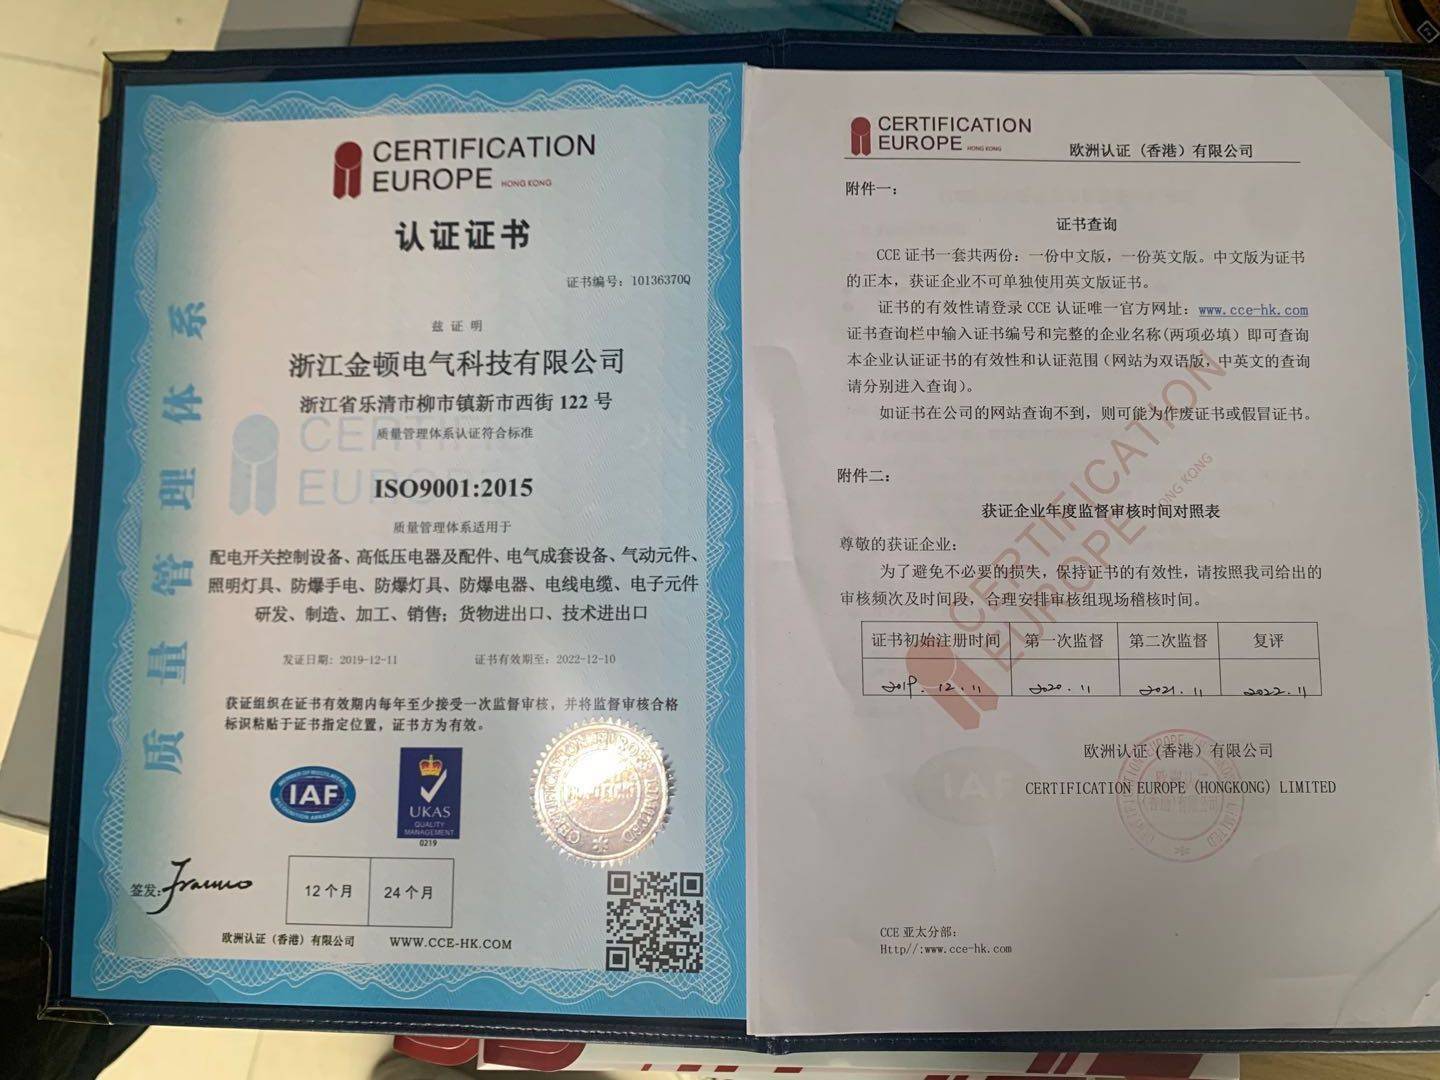 CERTIFICATION
EUROPE HONG KONG
认证证书
证书编号：10136370Q
兹 证 明
浙江金顿电气科技有限公司
浙江省乐清市柳市镇新市西街 122 号
质量管理体系认证符合标准
CERTIFICATION
EUROPE
ISO9001:2015
质量管理体系适用于
配电开关控制设备、高低压电器及配件、电气成套设备、气动元件、
照明灯具、防爆手电、防爆灯具、防爆电器、电线电缆、电子元件
研发、制造、加工、销售；货物进出口、技术进出口
发证日期：2019-12-11 证书有效期至：2022-12-10
获证组织在证书有效期内每年至少接受一次监督审核，并将监督审核合格
标识粘贴于证书指定位置，证书方为有效。
质量管理体系
MEMBER OF MULTILATERAL
IAF
RECOGNITION ARRANGEMENT
UKAS
QUALITY
MANAGEMENT
0219
签发：
12个月 24个月
欧洲认证（香港）有限公司 WWW.CCE-HK.COM
CERTIFICATION
EUROPE HONG KONG
欧洲认证（香港）有限公司
附件一：
证书查询
CCE 证书一套共两份：一份中文版，一份英文版。中文版为证书
的正本，获证企业不可单独使用英文版证书。
证书的有效性请登录 CCE 认证唯一官方网址：www.cce-hk.com
证书查询栏中输入证书编号和完整的企业名称(两项必填）即可查询
本企业认证证书的有效性和认证范围（网站为双语版，中英文的查询
请分别进入查询）。
如证书在公司的网站查询不到，则可能为作废证书或假冒证书。
附件二：
获证企业年度监督审核时间对照表
尊敬的获证企业：
为了避免不必要的损失，保持证书的有效性，请按照我司给出的
审核频次及时间段，合理安排审核组现场稽核时间。
证书初始注册时间 第一次监督 第二次监督 复评
2019.12.11 2020.11 2021.11 2022.11
CERTIFICATION
EUROPE HONG KONG
欧洲认证（香港）有限公司
CERTIFICATION EUROPE (HONGKONG) LIMITED
IAF
CCE 亚太分部：
Http//:www.cce-hk.com